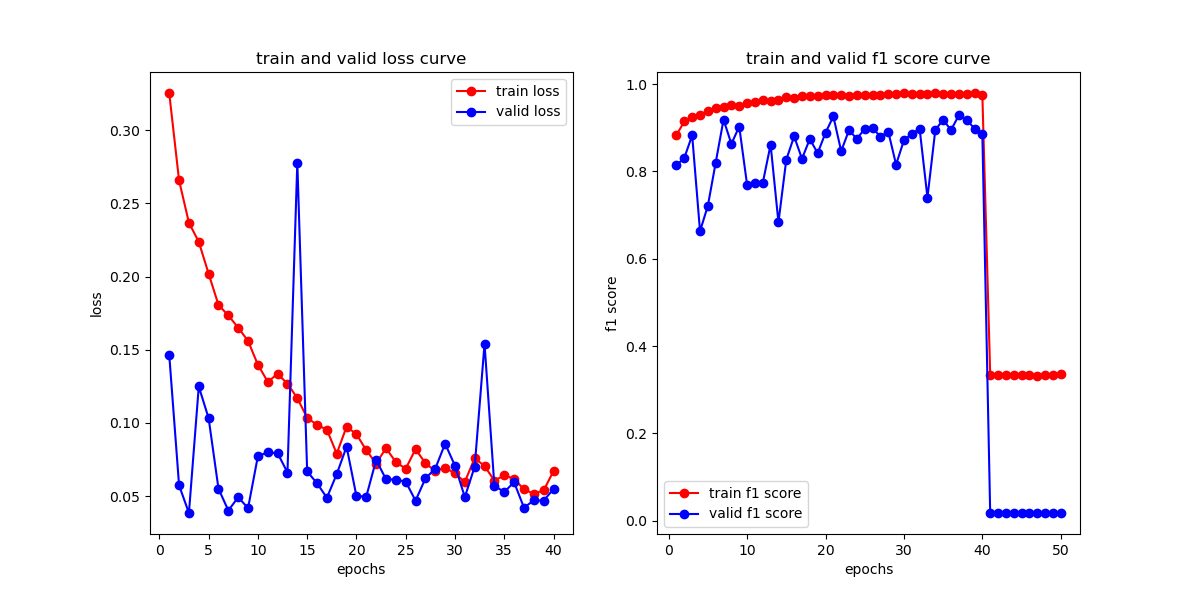 train and valid loss curve
train loss
valid loss
0.30
0.25
0.20
0.15
0.10
0.05
loss
0 5 10 15 20 25 30 35 40
epochs
train and valid f1 score curve
1.0
0.8
0.6
0.4
0.2
0.0
f1 score
train f1 score
valid f1 score
0 10 20 30 40 50
epochs